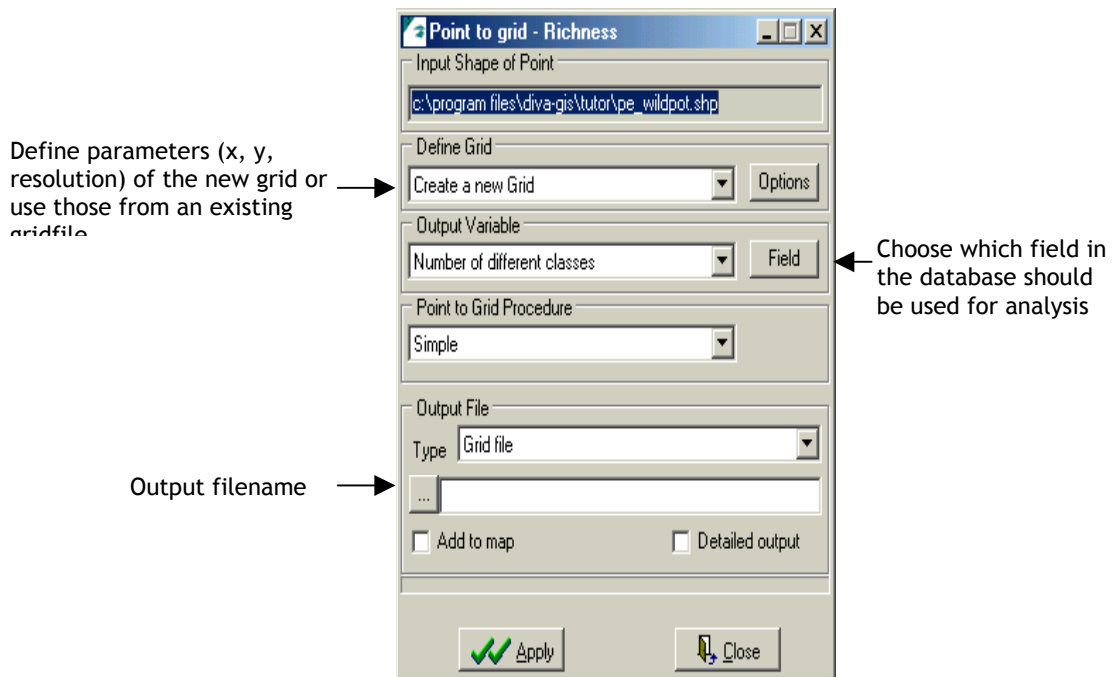 Point to grid - Richness
Input Shape of Point
c:\program files\diva-gis\tutor\pe_wildpot.shp
Define Grid
Create a new Grid
Options
Define parameters (x, y,
resolution) of the new grid or
use those from an existing
gridfile
Output Variable
Number of different classes
Field
Choose which field in
the database should
be used for analysis
Point to Grid Procedure
Simple
Output File
Type
Grid file
Output filename
...
Add to map
Detailed output
Apply
Close